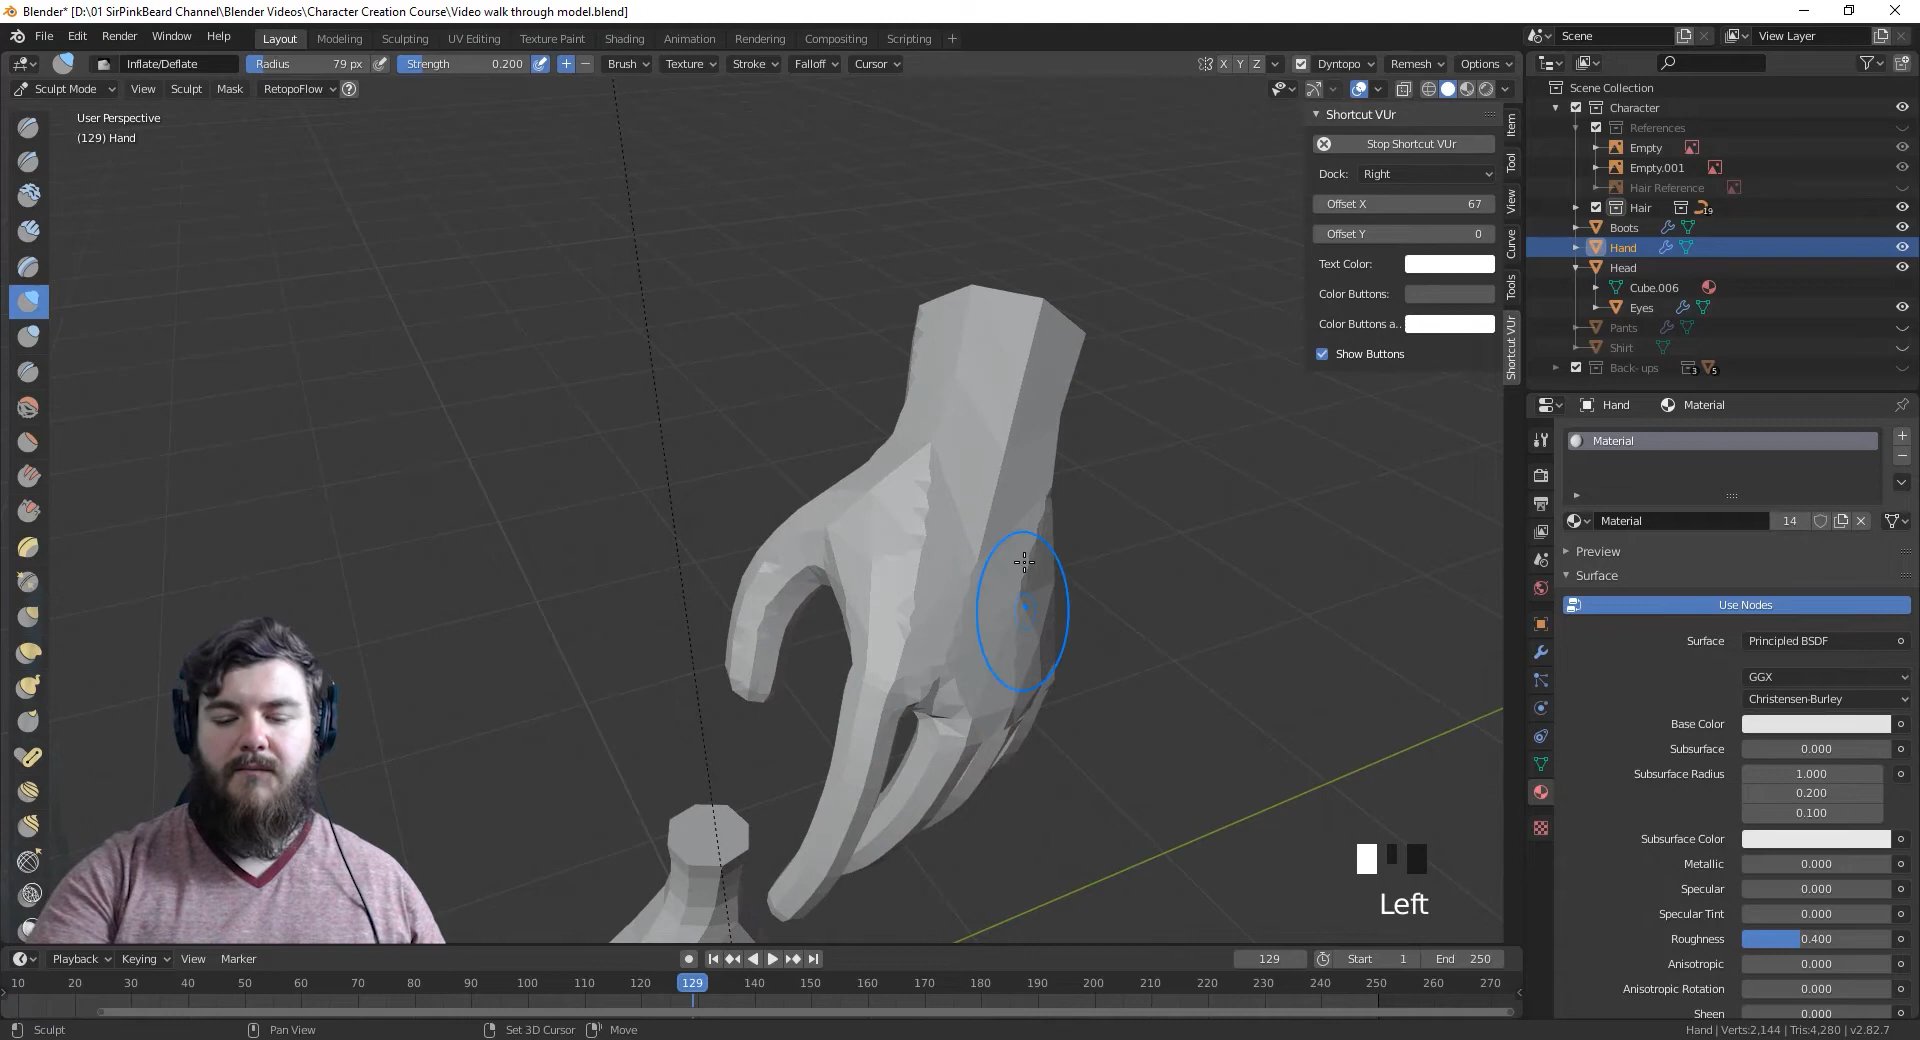 Blender* [D:\01 SirPinkBeard Channel\Blender Videos\Character Creation Course\Video walk through model.blend]
File Edit Render Window Help Layout Modeling Sculpting UV Editing Texture Paint Shading Animation Rendering Compositing Scripting + Scene View Layer
Inflate/Deflate Radius 79 px Strength 0.200 + − Brush Texture Stroke Falloff Cursor X Y Z Dyntopo Remesh Options
Sculpt Mode View Sculpt Mask RetopoFlow ?
User Perspective
(129) Hand
Shortcut VUr
Stop Shortcut VUr
Dock: Right
Offset X 67
Offset Y 0
Text Color:
Color Buttons:
Color Buttons a..
Show Buttons
Item
Tool
View
Curve
Tools
Shortcut VUr
Scene Collection
Character
References
Empty
Empty.001
Hair Reference
Hair 19
Boots
Hand
Head
Cube.006
Eyes
Pants
Shirt
Back-ups 3 5
Hand Material
Material
Material 14
Preview
Surface
Use Nodes
Surface Principled BSDF
GGX
Christensen-Burley
Base Color
Subsurface 0.000
Subsurface Radius 1.000
0.200
0.100
Subsurface Color
Metallic 0.000
Specular 0.000
Specular Tint 0.000
Roughness 0.400
Anisotropic 0.000
Anisotropic Rotation 0.000
Sheen 0.000
Left
Playback Keying View Marker 129 Start 1 End 250
10 20 30 40 50 60 70 80 90 100 110 120 129 140 150 160 170 180 190 200 210 220 230 240 250 260 270
Sculpt Pan View Set 3D Cursor Move Hand | Verts:2,144 | Tris:4,280 | v2.82.7